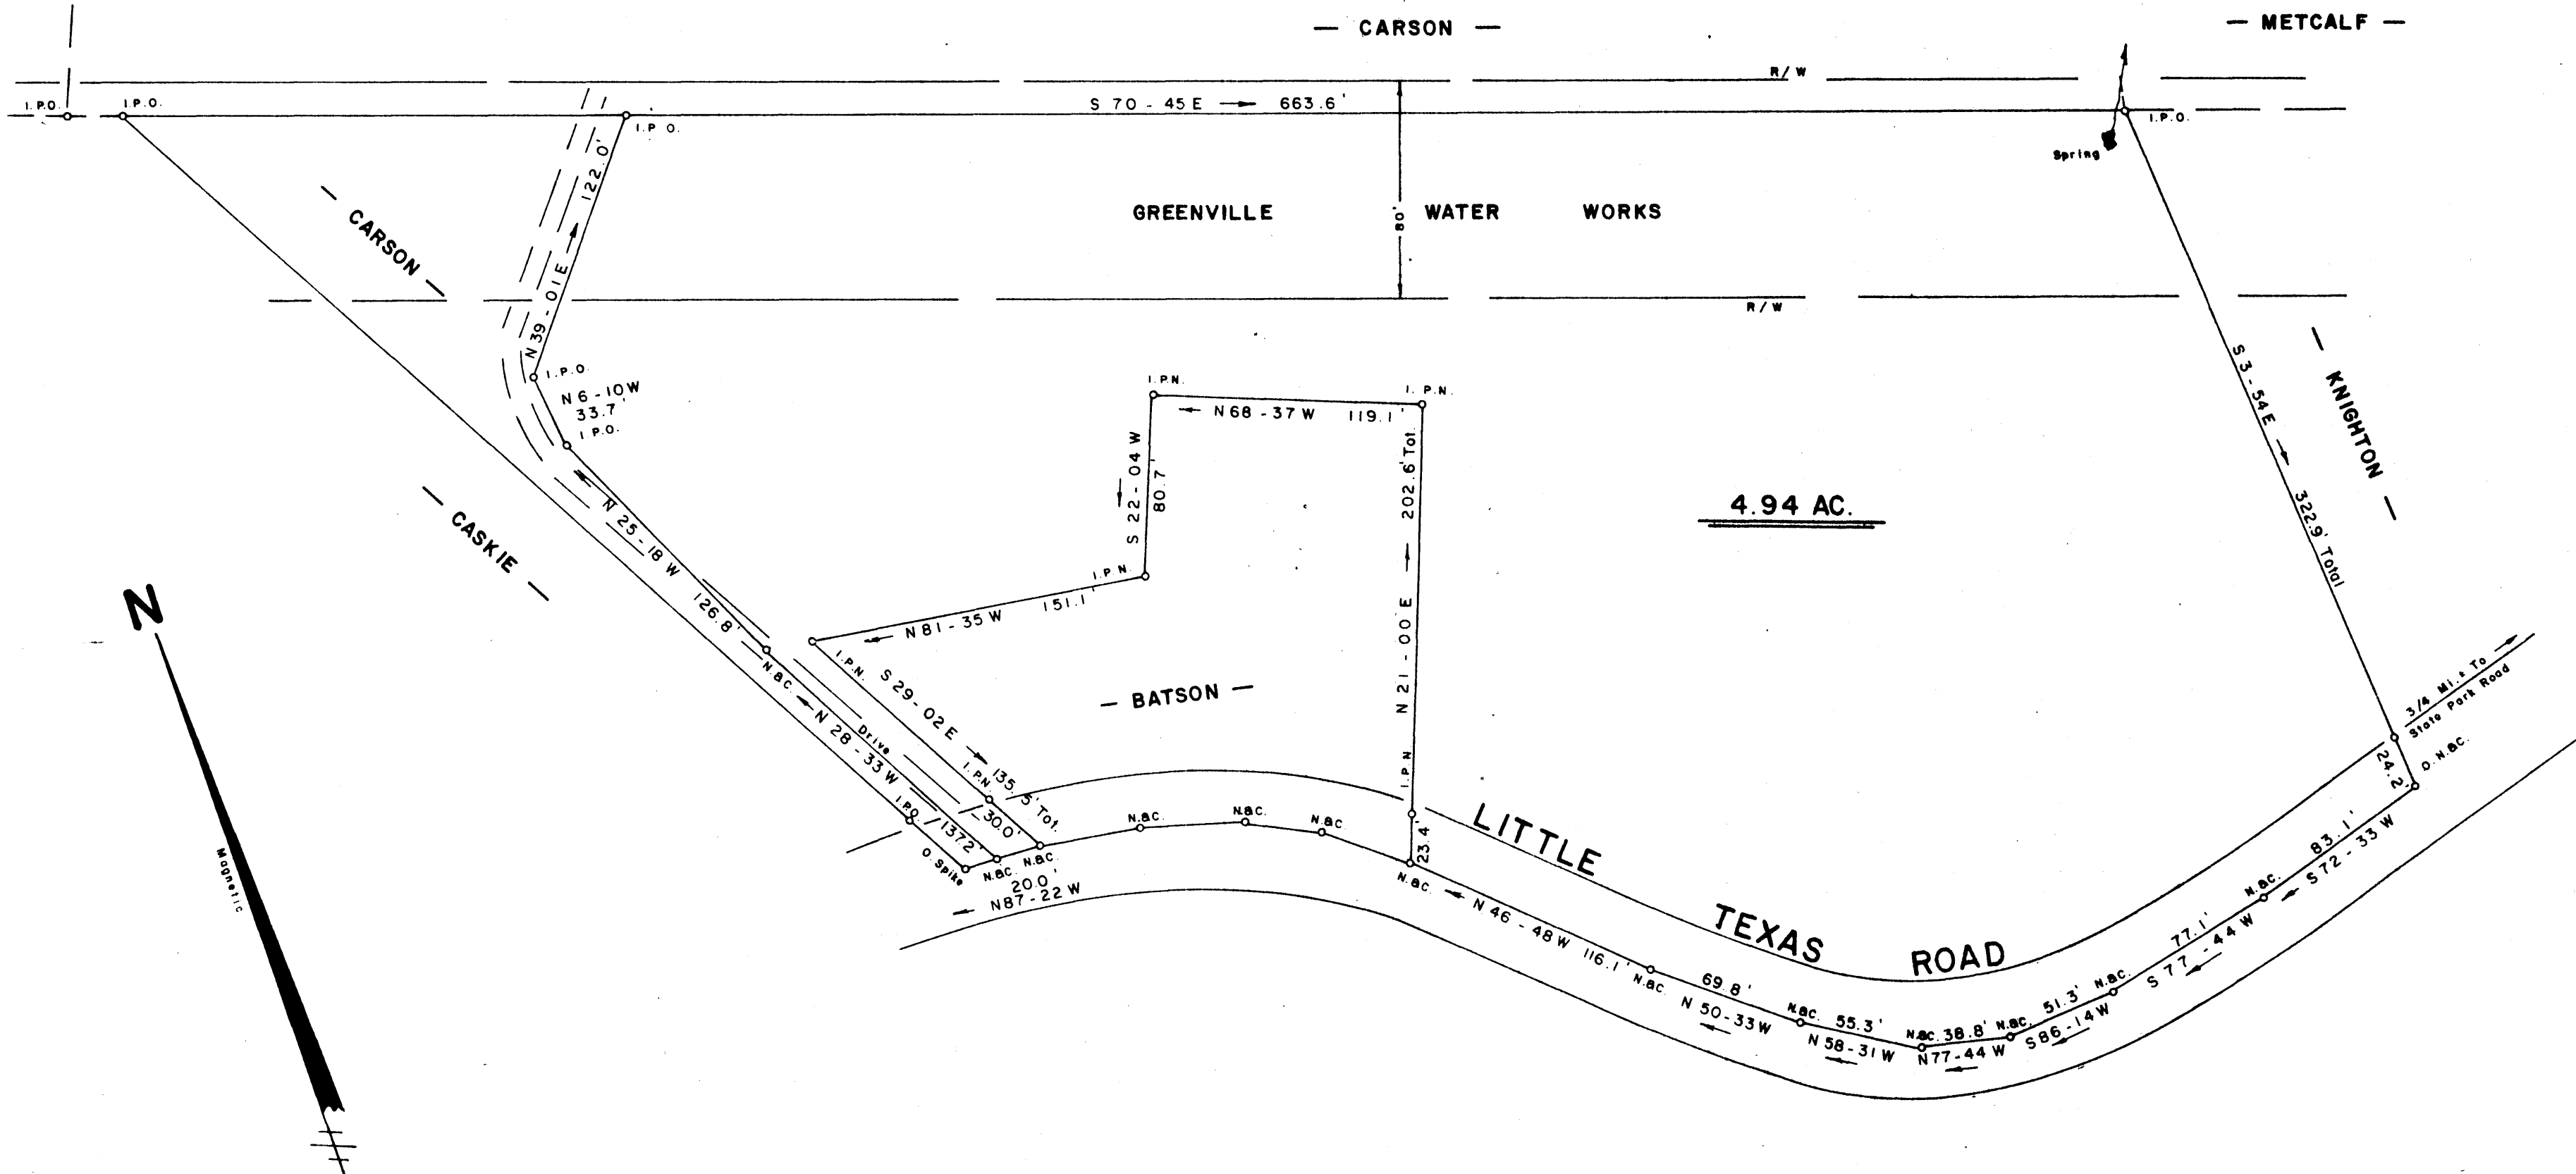 — CARSON —
— METCALF —
R/W
I.P.O.
I.P.O.
S 70 - 45 E → 663.6'
I.P.O.
I.P.O.
Spring
N 39 - 01 E → 122.0'
GREENVILLE WATER WORKS
80'
— CARSON —
R/W
S 3 - 54 E → 322.9' Total
— KNIGHTON —
I.P.O.
N 6 - 10 W
33.7'
I.P.O.
I.P.N.
I.P.N.
← N 68 - 37 W 119.1'
← S 22 - 04 W
80.7'
N 21 - 00 E → 202.6' Tot.
4.94 AC.
— CASKIE —
← N 25 - 18 W 126.8'
I.P.N.
← N 81 - 35 W 151.1'
N
Magnetic
I.P.N.
S 29 - 02 E → 135.5' Tot.
N.&C.
← N 28 - 33 W 137.2'
Drive
— BATSON —
I.P.N.
I.P.N
I.P.O.
30.0'
O. Spike
N.&C.
N.&C.
20.0'
← N 87 - 22 W
N.&C.
N.&C.
N.&C.
23.4'
N.&C.
LITTLE TEXAS ROAD
3/4 Mi.± To →
State Park Road
24.2'
O. N.&C.
83.1'
← S 72 - 33 W
N.&C.
77.1'
← S 77 - 44 W
N.&C.
51.3'
← S 86 - 14 W
N.&C.
38.8'
← N 77 - 44 W
N.&C.
55.3'
← N 58 - 31 W
N.&C.
69.8'
← N 50 - 33 W
N.&C.
← N 46 - 48 W 116.1'